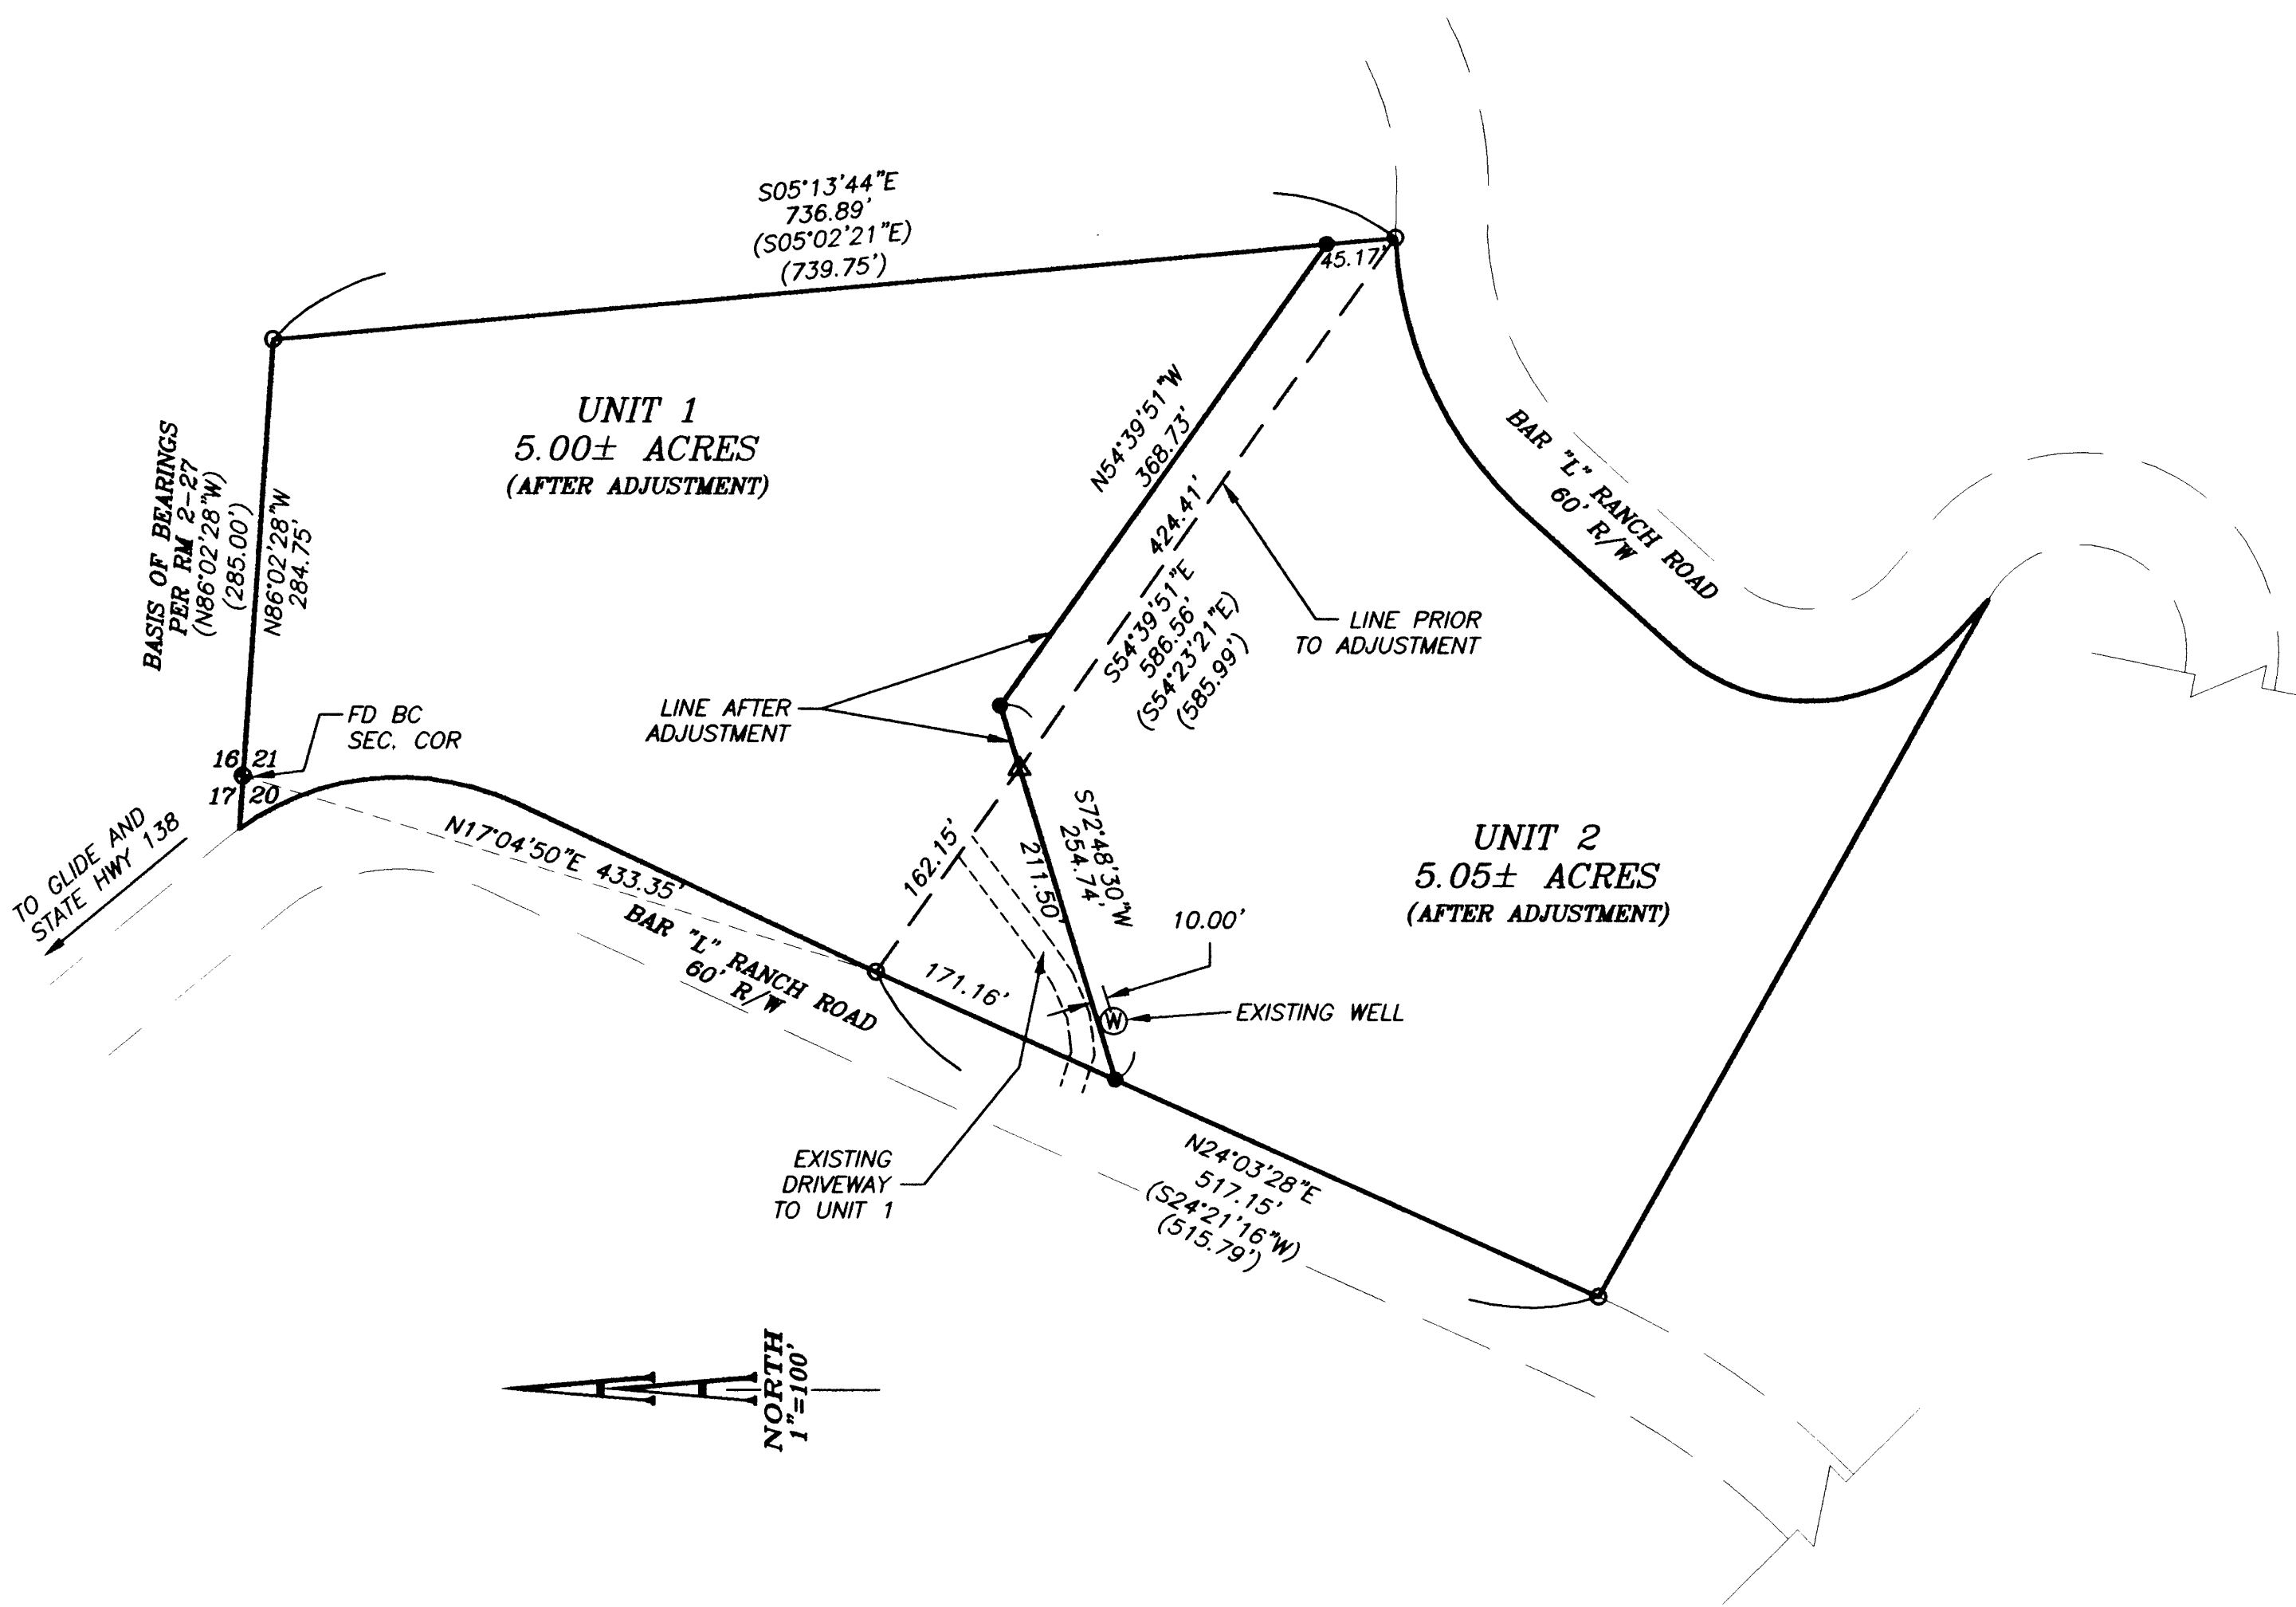 S05°13'44"E
736.89'
(S05°02'21"E)
(739.75')
45.17'
UNIT 1
5.00± ACRES
(AFTER ADJUSTMENT)
BASIS OF BEARINGS
PER RM 2-27
(N86°02'28"W)
(285.00')
N86°02'28"W
284.75'
N54°39'51"W
368.73'
424.41'
S54°39'51"E
586.56'
(S54°23'21"E)
(585.99')
BAR "L" RANCH ROAD
60' R/W
LINE PRIOR
TO ADJUSTMENT
LINE AFTER
ADJUSTMENT
FD BC
SEC. COR
16 21
17 20
TO GLIDE AND
STATE HWY 138
N17°04'50"E 433.35'
BAR "L" RANCH ROAD
60' R/W
162.15'
211.50'
S72°48'30"W
254.74'
171.16'
10.00'
W
EXISTING WELL
UNIT 2
5.05± ACRES
(AFTER ADJUSTMENT)
EXISTING
DRIVEWAY
TO UNIT 1
N24°03'28"E
517.15'
(S24°21'16"W)
(515.79')
NORTH
1"=100'